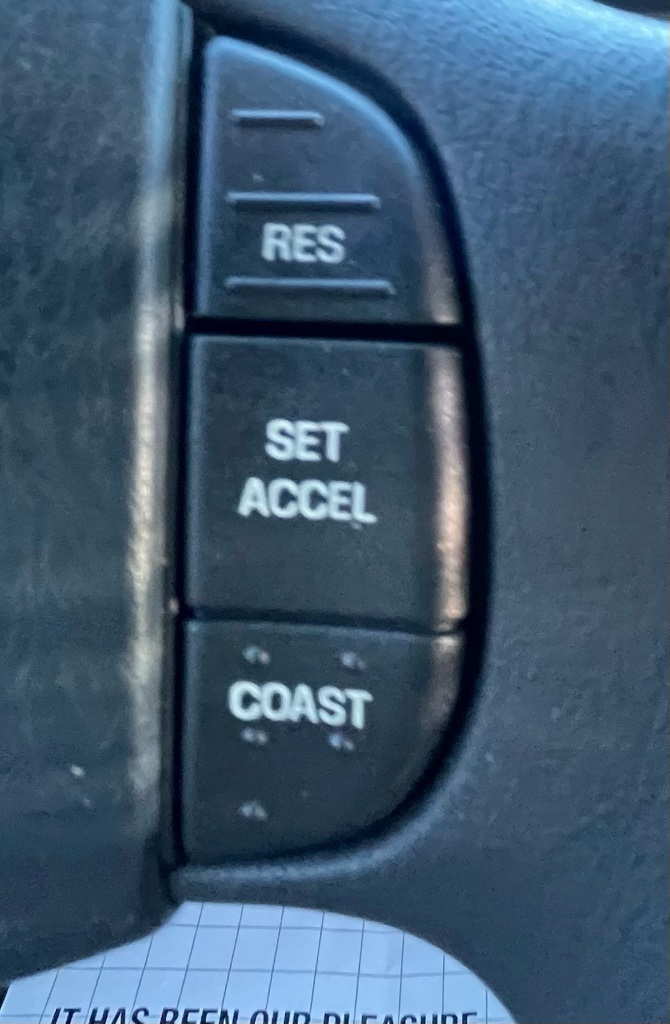 RES
SET
ACCEL
COAST
IT HAS BEEN OUR PLEASURE